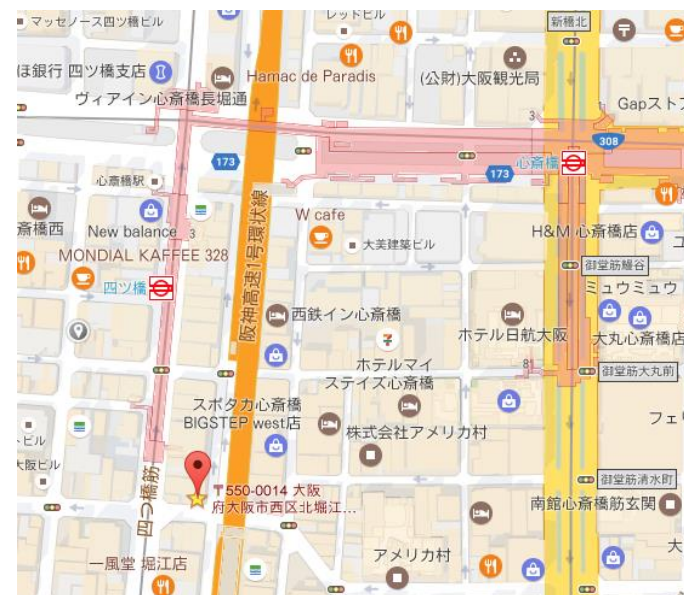 マッセノース四ツ橋ビル
レッドビル
新橋北
ほ銀行 四ツ橋支店
Hamac de Paradis
(公財)大阪観光局
ヴィアイン心斎橋長堀通
Gapスト
3
308
173
心斎橋
173
心斎橋駅
斎橋西
New balance
3
W cafe
大美建築ビル
H&M 心斎橋店
MONDIAL KAFFEE 328
御堂筋鰻谷
四ツ橋
阪神高速1号環状線
ミュウミュウ
西鉄イン心斎橋
ホテル日航大阪
大丸心斎橋店
ホテルマイ
ステイズ心斎橋
8
御堂筋大丸前
スポタカ心斎橋
BIGSTEP west店
株式会社アメリカ村
フェリ
トビル
大阪ビル
四つ橋筋
〒550-0014 大阪
府大阪市西区北堀江...
御堂筋清水町
南館心斎橋筋玄関
一風堂 堀江店
アメリカ村
大